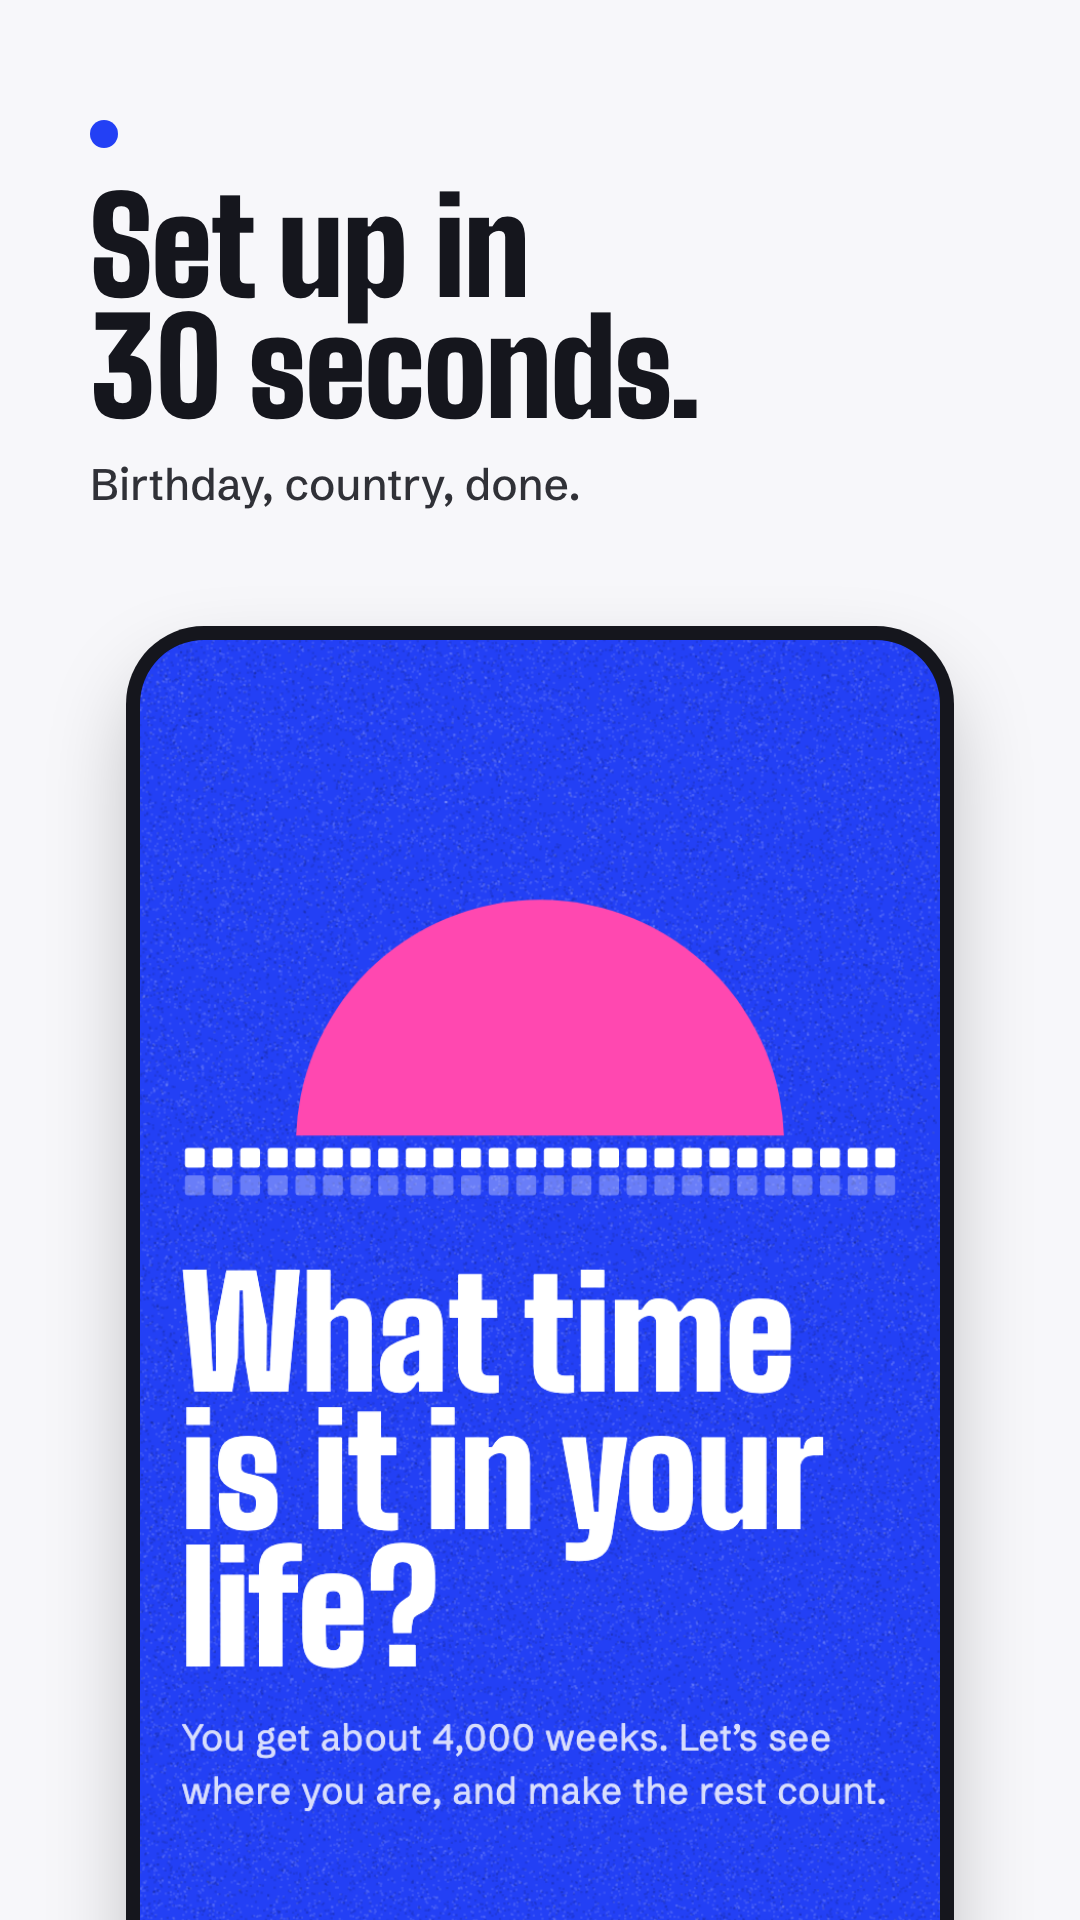 Set up in
30 seconds.
Birthday, country, done.
What time
is it in your
life?
You get about 4,000 weeks. Let’s see
where you are, and make the rest count.